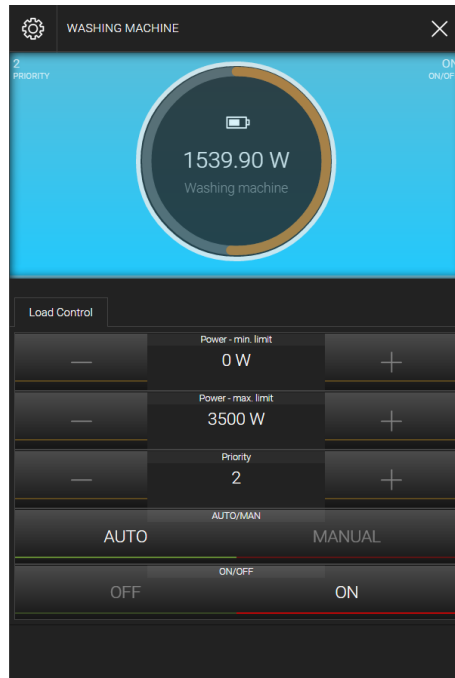 WASHING MACHINE
2
PRIORITY
ON
ON/OF
1539.90 W
Washing machine
Load Control
Power - min. limit
0 W
Power - max. limit
3500 W
Priority
2
AUTO/MAN
AUTO MANUAL
ON/OFF
OFF ON